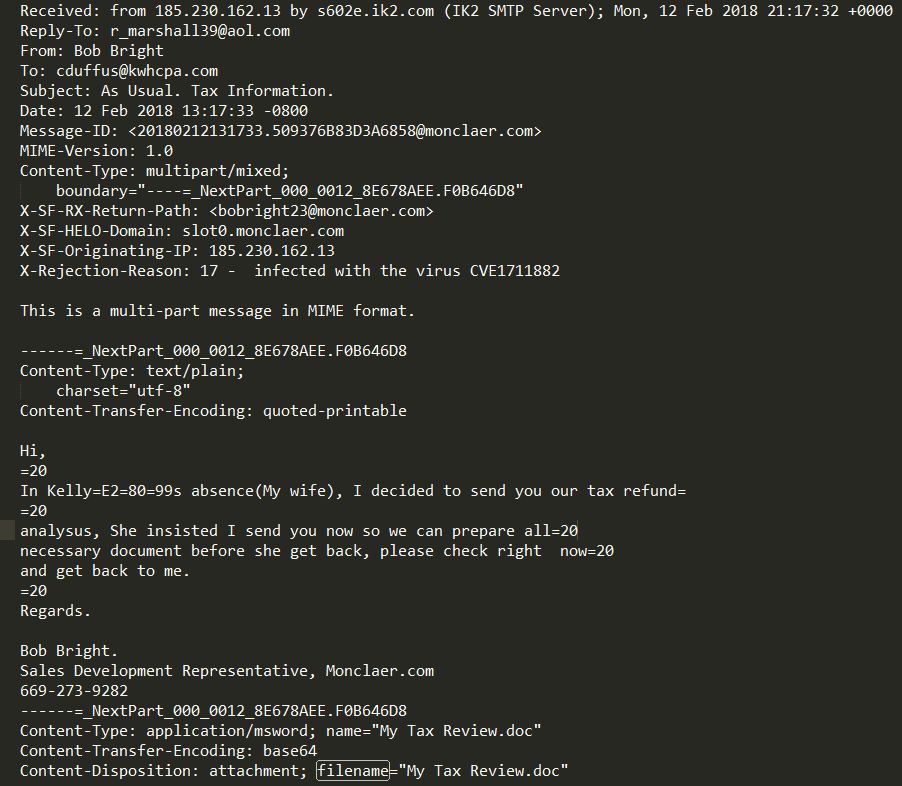 Received: from 185.230.162.13 by s602e.ik2.com (IK2 SMTP Server); Mon, 12 Feb 2018 21:17:32 +0000
Reply-To: r_marshall39@aol.com
From: Bob Bright
To: cduffus@kwhcpa.com
Subject: As Usual. Tax Information.
Date: 12 Feb 2018 13:17:33 -0800
Message-ID: <20180212131733.509376B83D3A6858@monclaer.com>
MIME-Version: 1.0
Content-Type: multipart/mixed;
    boundary="----=_NextPart_000_0012_8E678AEE.F0B646D8"
X-SF-RX-Return-Path: <bobright23@monclaer.com>
X-SF-HELO-Domain: slot0.monclaer.com
X-SF-Originating-IP: 185.230.162.13
X-Rejection-Reason: 17 -  infected with the virus CVE1711882

This is a multi-part message in MIME format.

------=_NextPart_000_0012_8E678AEE.F0B646D8
Content-Type: text/plain;
    charset="utf-8"
Content-Transfer-Encoding: quoted-printable

Hi,
=20
In Kelly=E2=80=99s absence(My wife), I decided to send you our tax refund=
=20
analysus, She insisted I send you now so we can prepare all=20
necessary document before she get back, please check right  now=20
and get back to me.
=20
Regards.

Bob Bright.
Sales Development Representative, Monclaer.com
669-273-9282
------=_NextPart_000_0012_8E678AEE.F0B646D8
Content-Type: application/msword; name="My Tax Review.doc"
Content-Transfer-Encoding: base64
Content-Disposition: attachment; filename="My Tax Review.doc"